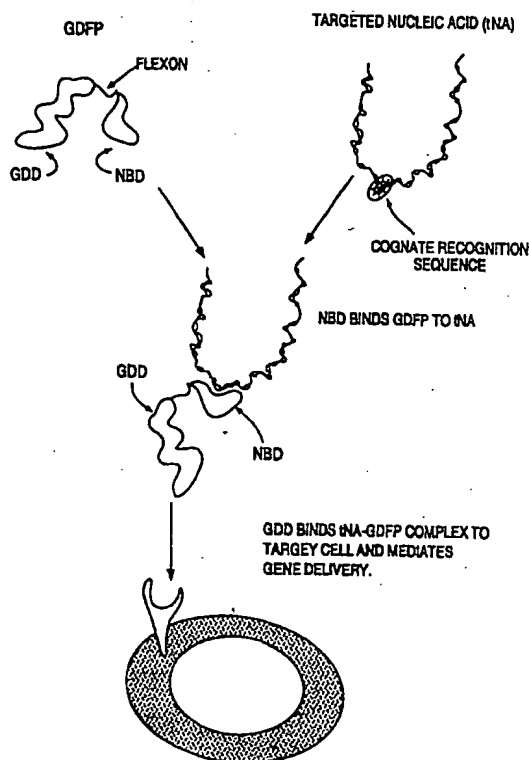 GDFP
FLEXON
GDD
NBD
TARGETED NUCLEIC ACID (tNA)
COGNATE RECOGNITION
SEQUENCE
NBD BINDS GDFP TO tNA
GDD
NBD
GDD BINDS tNA-GDFP COMPLEX TO
TARGEY CELL AND MEDIATES
GENE DELIVERY.